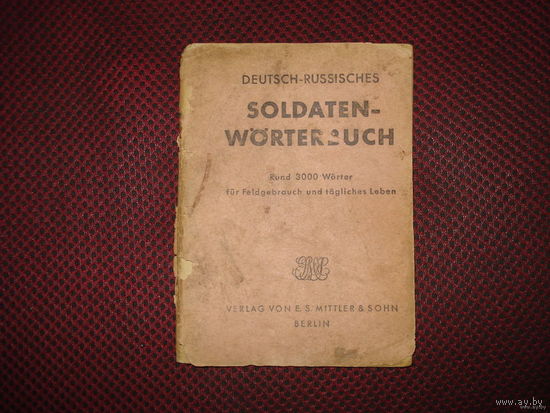 DEUTSCH-RUSSISCHES
SOLDATEN-
WÖRTERBUCH
Rund 3000 Wörter
für Feldgebrauch und tägliches Leben
VERLAG VON E. S. MITTLER & SOHN
BERLIN
www.ay.by